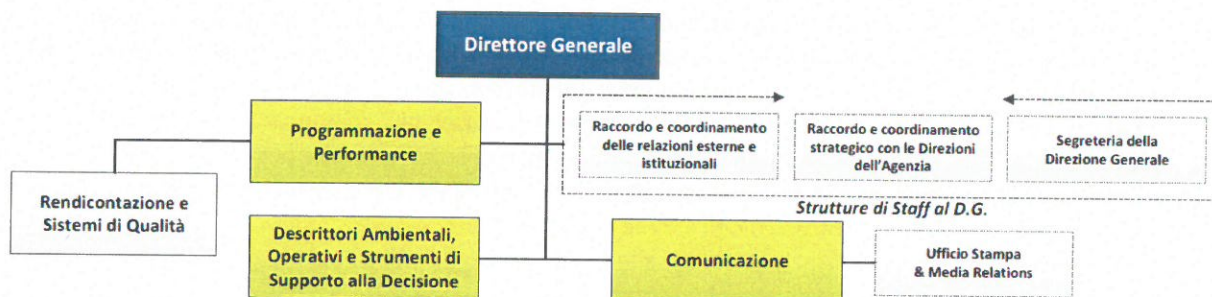 Direttore Generale
Programmazione e
Performance
Raccordo e coordinamento
delle relazioni esterne e
istituzionali
Raccordo e coordinamento
strategico con le Direzioni
dell'Agenzia
Segreteria della
Direzione Generale
Rendicontazione e
Sistemi di Qualità
Strutture di Staff al D.G.
Descrittori Ambientali,
Operativi e Strumenti di
Supporto alla Decisione
Comunicazione
Ufficio Stampa
& Media Relations